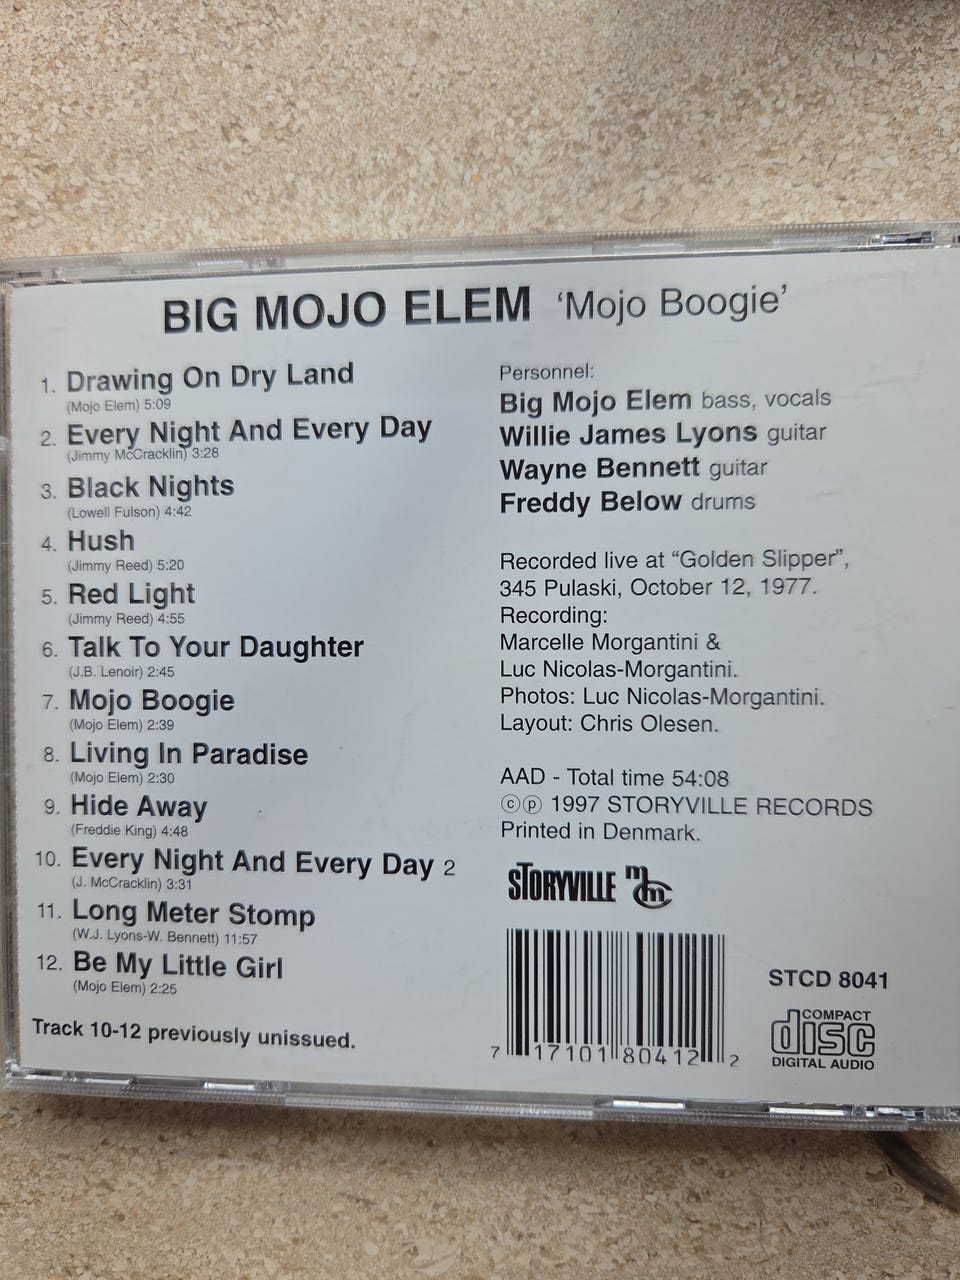 BIG MOJO ELEM 'Mojo Boogie'
1. Drawing On Dry Land
(Mojo Elem) 5:09
2. Every Night And Every Day
(Jimmy McCracklin) 3:28
3. Black Nights
(Lowell Fulson) 4:42
4. Hush
(Jimmy Reed) 5:20
5. Red Light
(Jimmy Reed) 4:55
6. Talk To Your Daughter
(J.B. Lenoir) 2:45
7. Mojo Boogie
(Mojo Elem) 2:39
8. Living In Paradise
(Mojo Elem) 2:30
9. Hide Away
(Freddie King) 4:48
10. Every Night And Every Day 2
(J. McCracklin) 3:31
11. Long Meter Stomp
(W.J. Lyons-W. Bennett) 11:57
12. Be My Little Girl
(Mojo Elem) 2:25
Track 10-12 previously unissued.
Personnel:
Big Mojo Elem bass, vocals
Willie James Lyons guitar
Wayne Bennett guitar
Freddy Below drums
Recorded live at "Golden Slipper",
345 Pulaski, October 12, 1977.
Recording:
Marcelle Morgantini &
Luc Nicolas-Morgantini.
Photos: Luc Nicolas-Morgantini.
Layout: Chris Olesen.
AAD - Total time 54:08
©℗ 1997 STORYVILLE RECORDS
Printed in Denmark.
STORYVILLE mcm
7 17101 80412 2
STCD 8041
COMPACT
disc
DIGITAL AUDIO